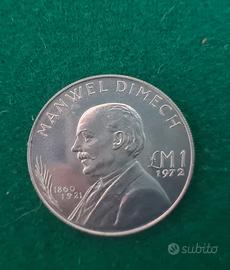 MANWEL DIMECH
£M1
1972
1860
1921
subito